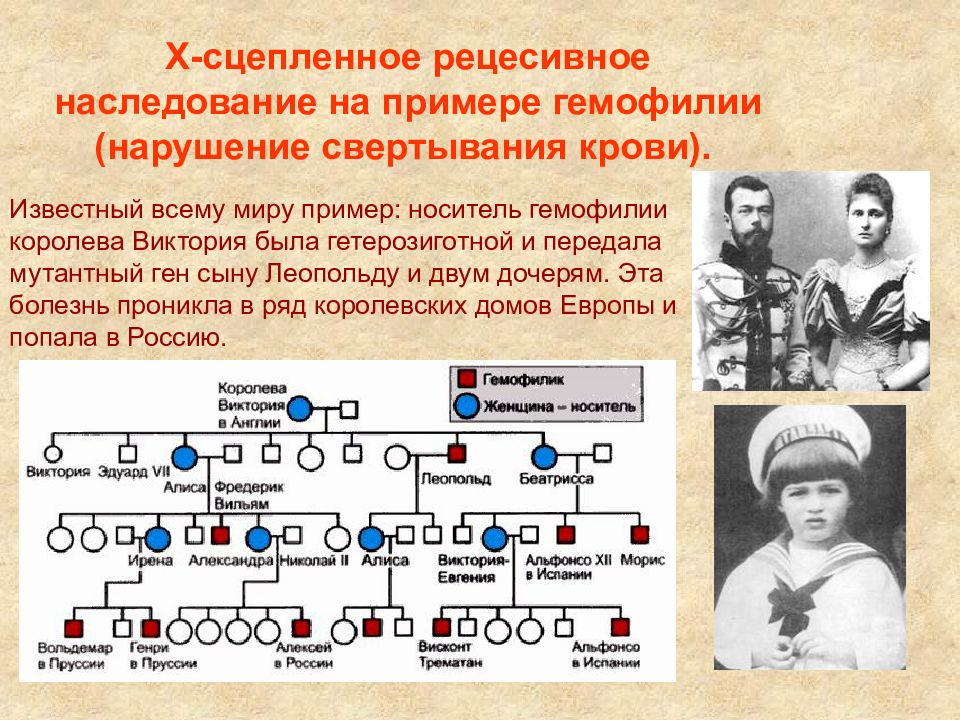 Х-сцепленное рецесивное
наследование на примере гемофилии
(нарушение свертывания крови).
Известный всему миру пример: носитель гемофилии
королева Виктория была гетерозиготной и передала
мутантный ген сыну Леопольду и двум дочерям. Эта
болезнь проникла в ряд королевских домов Европы и
попала в Россию.
Королева
Виктория
в Англии
Гемофилик
Женщина – носитель
Виктория Эдуард VII
Алиса Фредерик
Вильям
Леопольд
Беатрисса
Ирена Александра Николай II Алиса
Виктория-
Евгения
Альфонсо XII
в Испании
Морис
Вольдемар
в Пруссии
Генри
в Пруссии
Алексей
в России
Висконт
Трематан
Альфонсо
в Испании